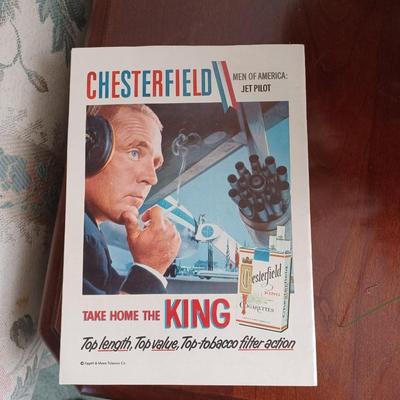 CHESTERFIELD
MEN OF AMERICA:
JET PILOT
Chesterfield
KING
CIGARETTES
TAKE HOME THE KING
Top length, Top value, Top-tobacco filter action
© Liggett & Myers Tobacco Co.